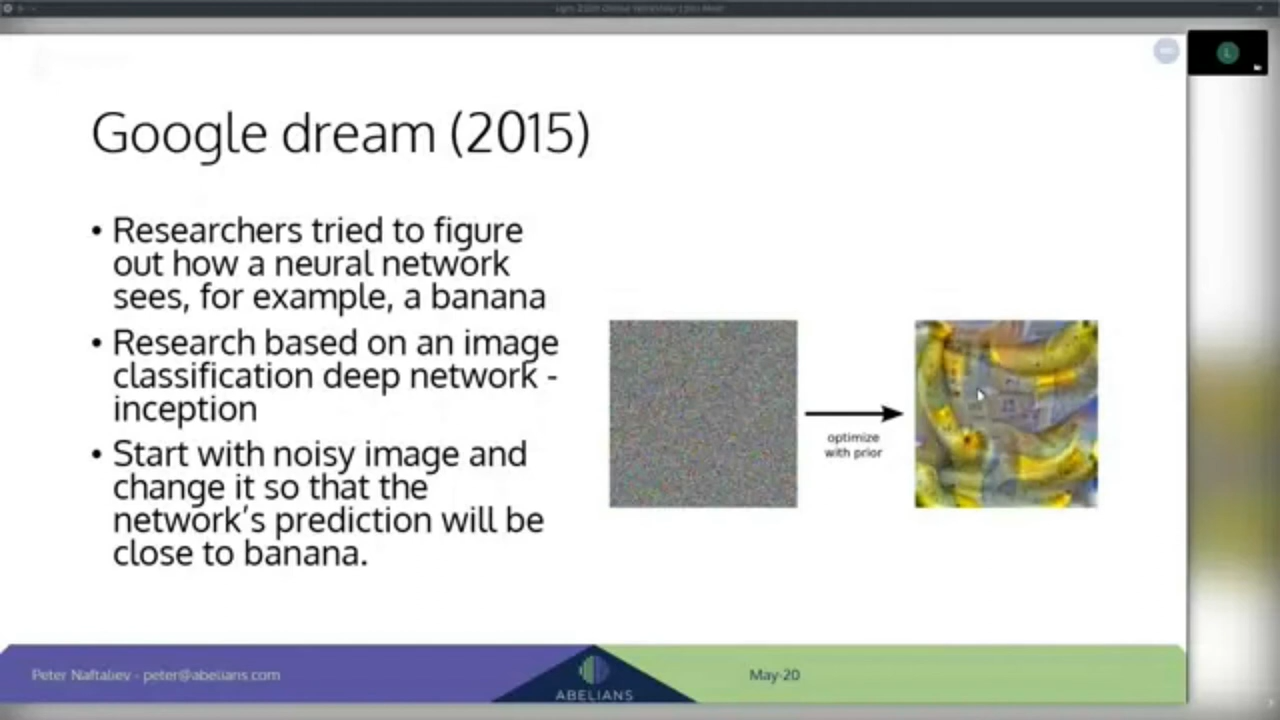 Google dream (2015)
• Researchers tried to figure
out how a neural network
sees, for example, a banana
• Research based on an image
classification deep network -
inception
• Start with noisy image and
change it so that the
network's prediction will be
close to banana.
optimize
with prior
L
Peter Naftaliev - peter@abelians.com
ABELIANS
May-20